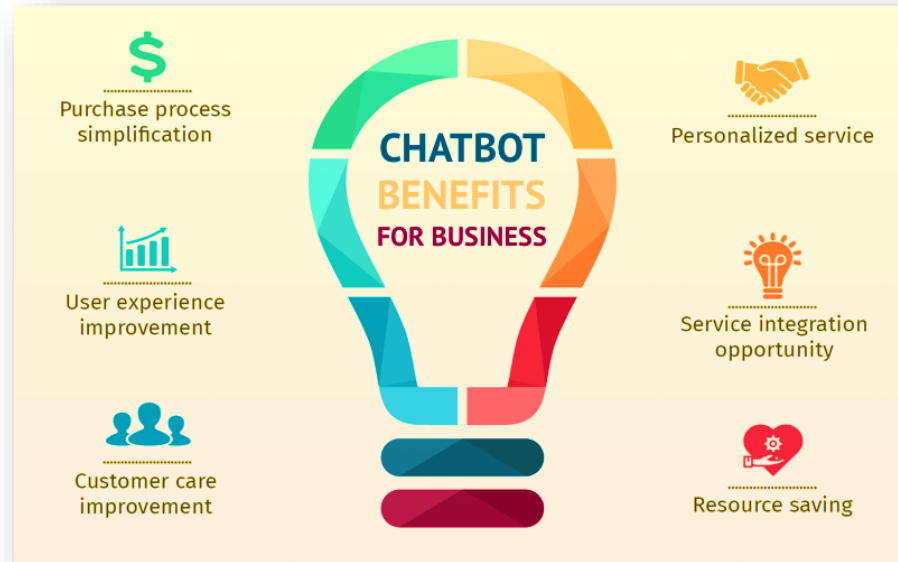 CHATBOT
BENEFITS
FOR BUSINESS
Purchase process
simplification
User experience
improvement
Customer care
improvement
Personalized service
Service integration
opportunity
Resource saving